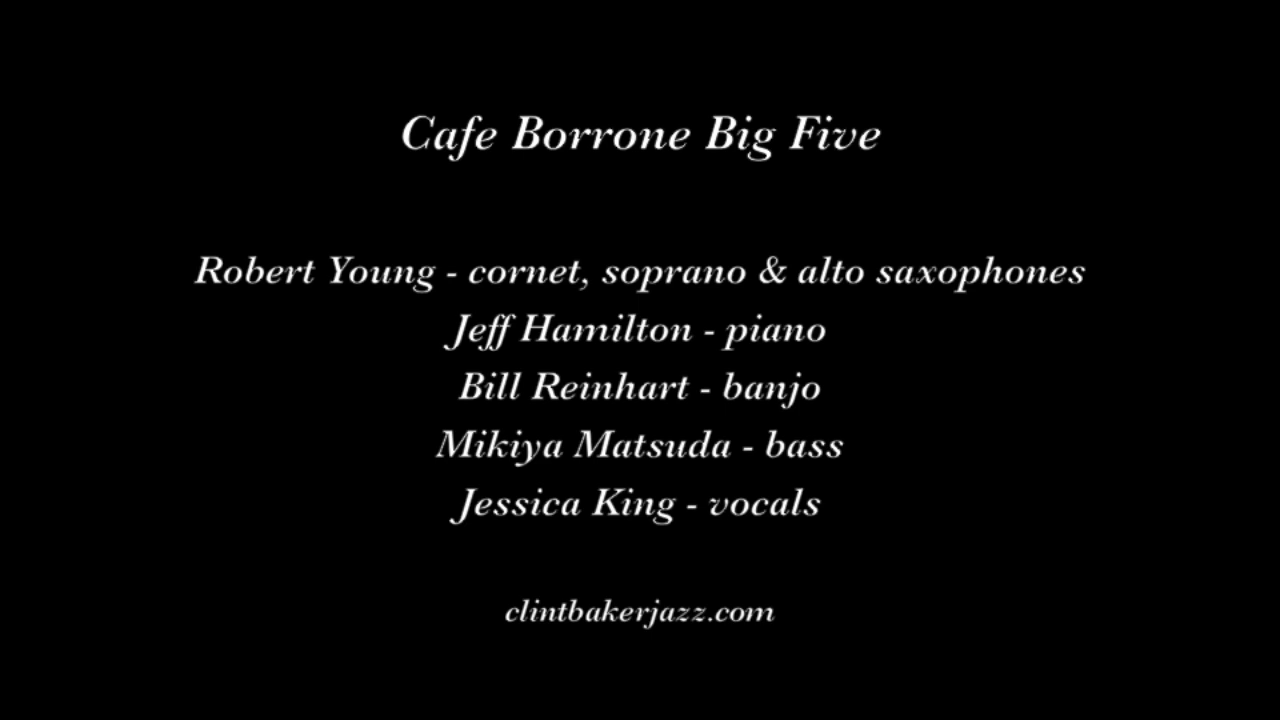 Cafe Borrone Big Five
Robert Young - cornet, soprano & alto saxophones
Jeff Hamilton - piano
Bill Reinhart - banjo
Mikiya Matsuda - bass
Jessica King - vocals
clintbakerjazz.com